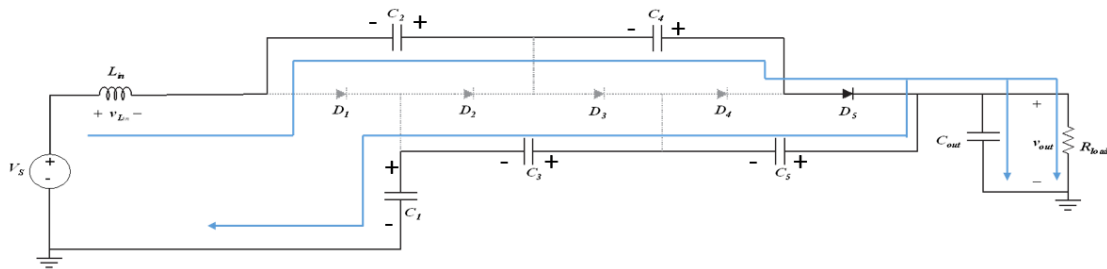 - C2 + - C4 +
Lin
+ vLin −
D1 D2 D3 D4 D5
VS + -
+ C1 -
- C3 + - C5 +
Cout + vout − Rload